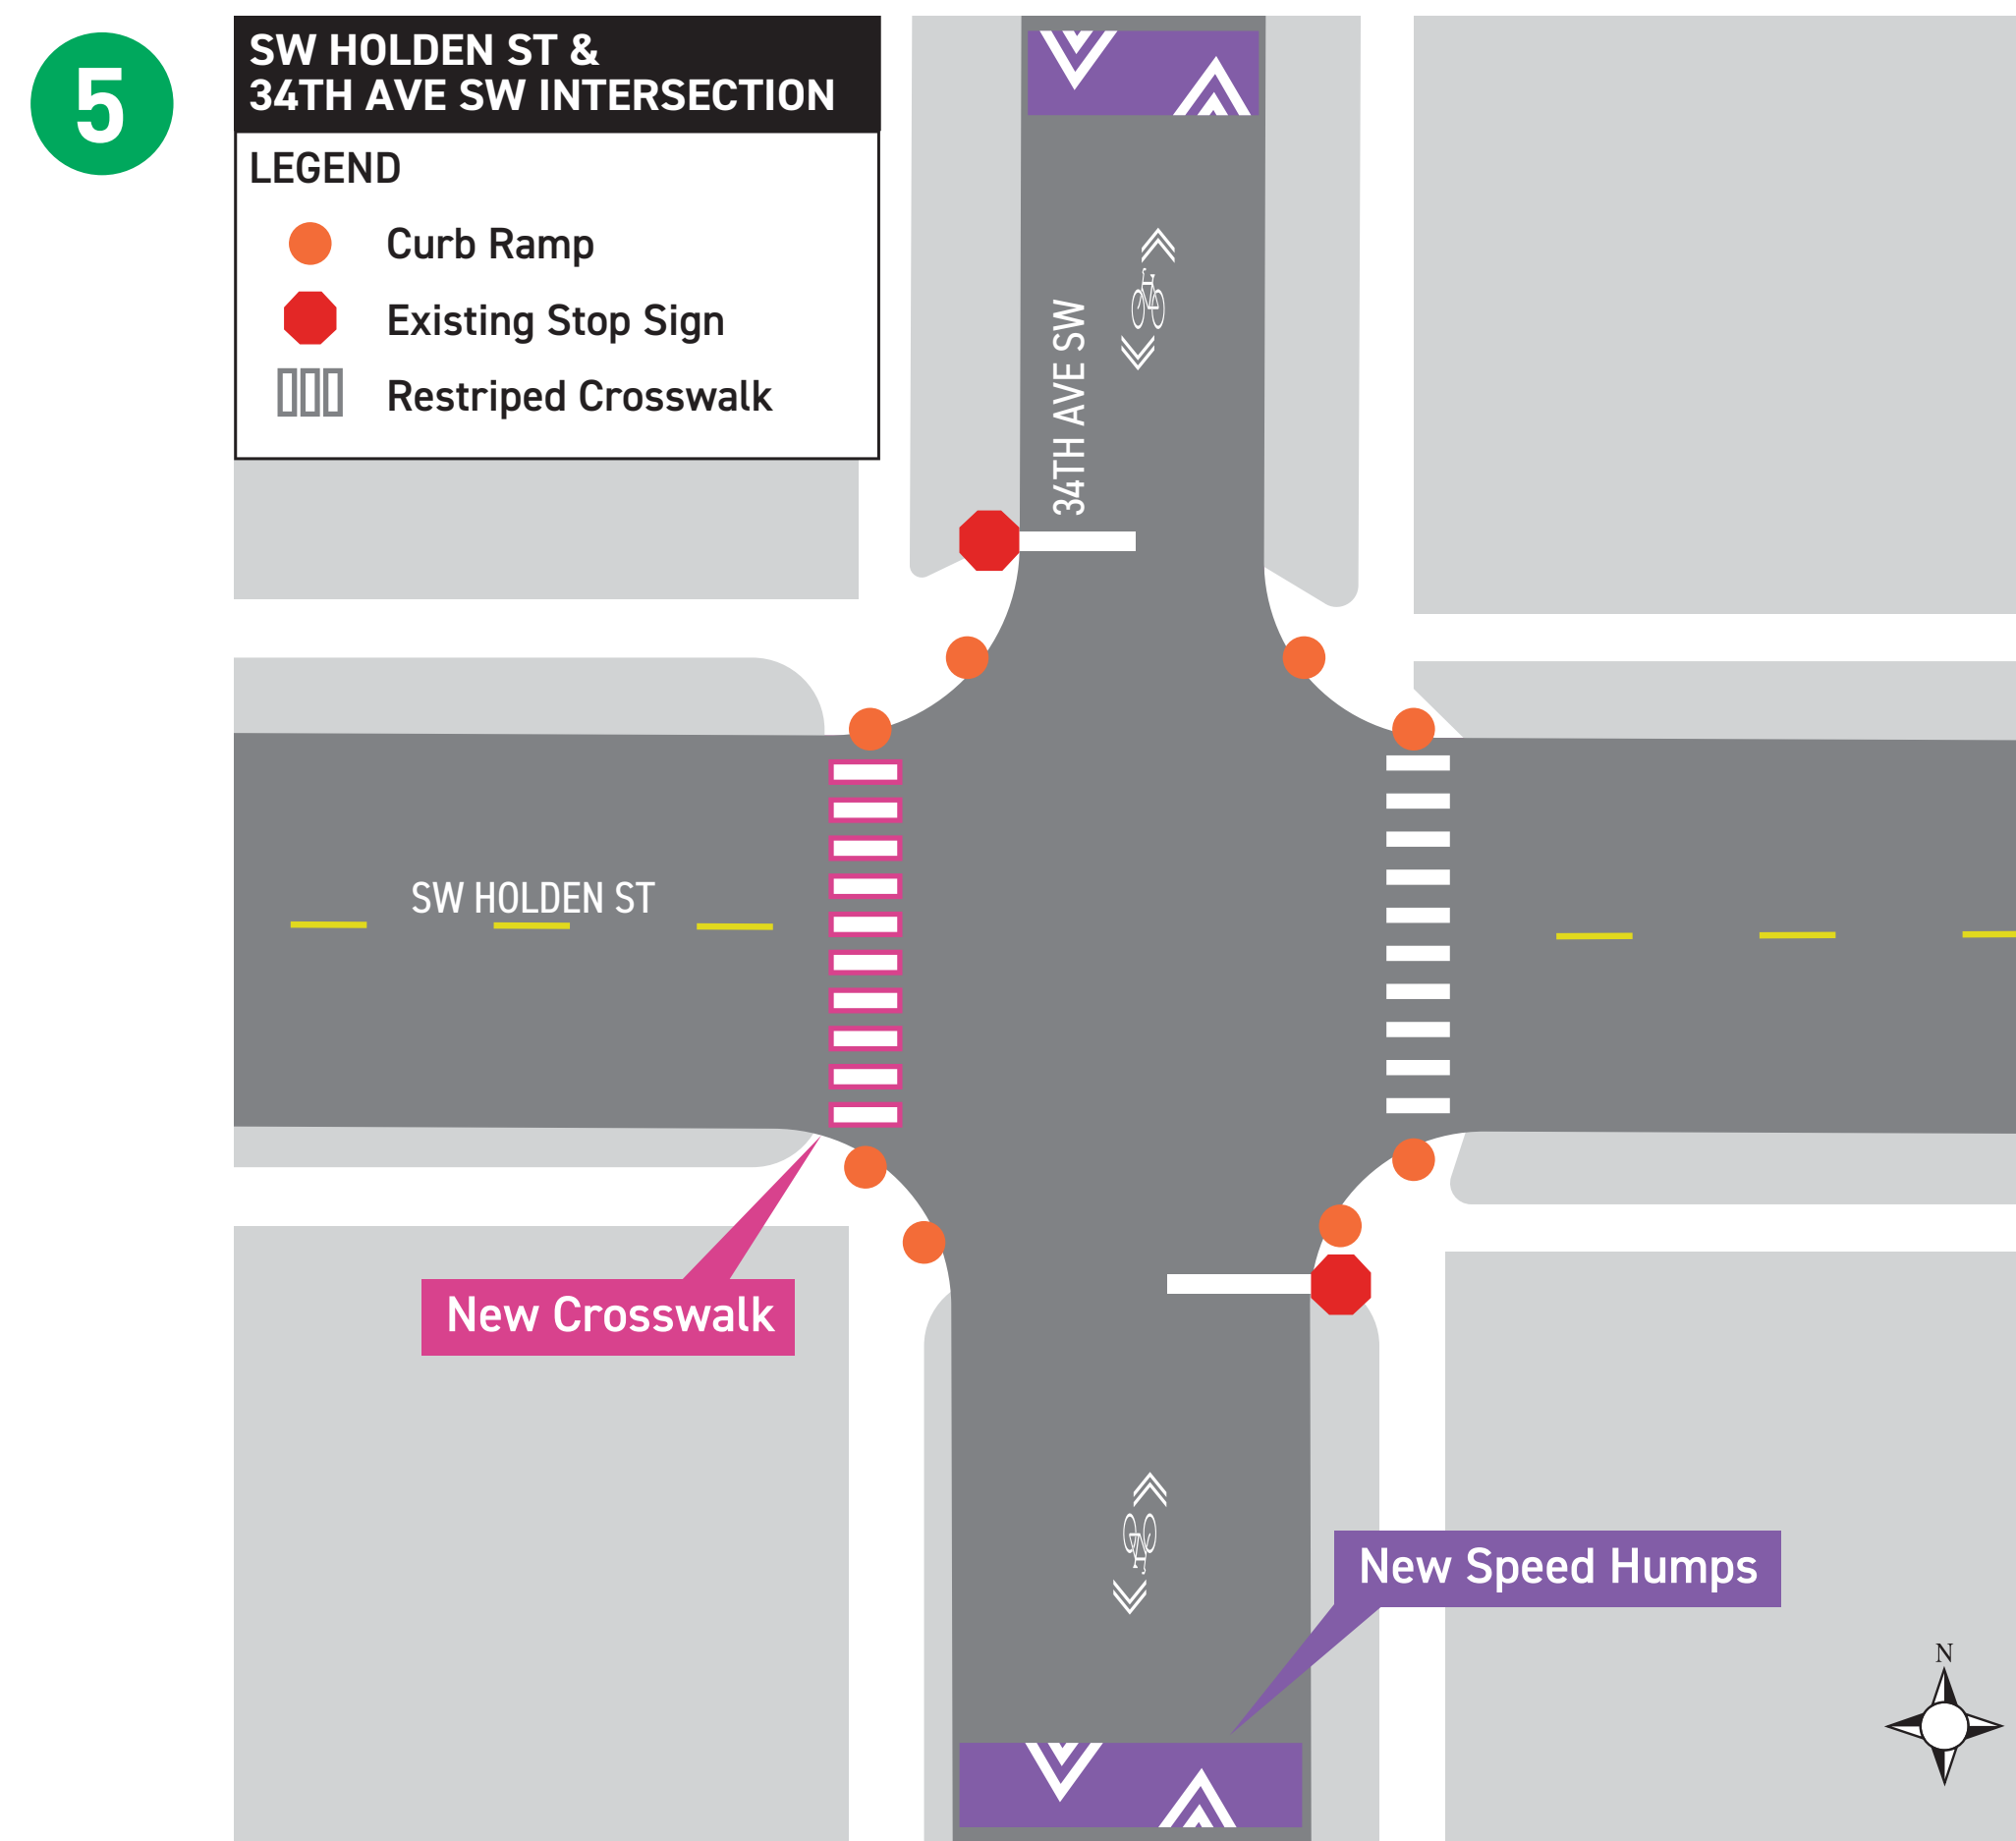 5
SW HOLDEN ST &
34TH AVE SW INTERSECTION
LEGEND
Curb Ramp
Existing Stop Sign
Restriped Crosswalk
34TH AVE SW
SW HOLDEN ST
New Crosswalk
New Speed Humps
N